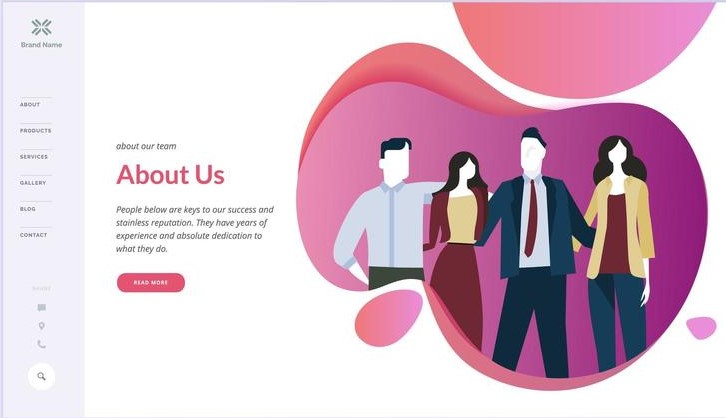 Brand Name
ABOUT
PRODUCTS
SERVICES
GALLERY
BLOG
CONTACT
SHARE
about our team
About Us
People below are keys to our success and
stainless reputation. They have years of
experience and absolute dedication to
what they do.
READ MORE